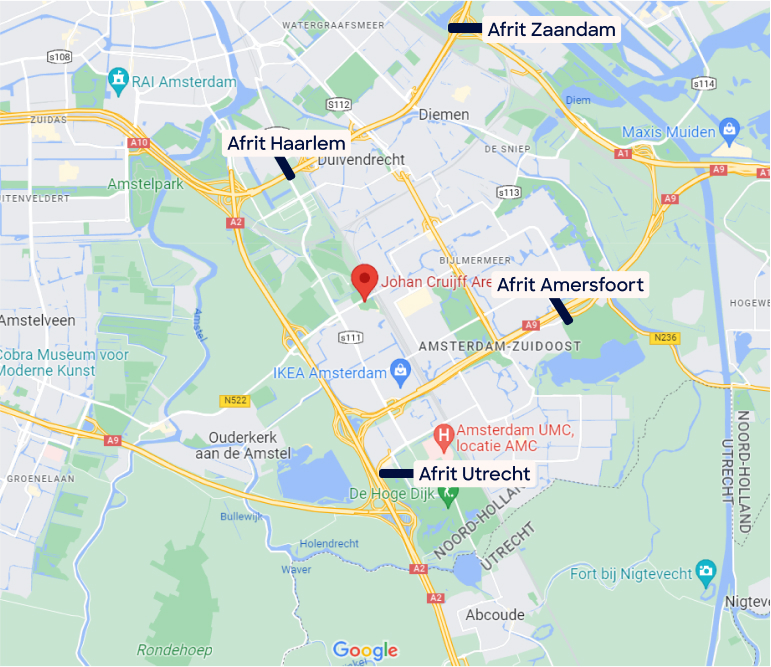 WATERGRAAFSMEER
Afrit Zaandam
s108
RAI Amsterdam
s114
S112
Diem
Diemen
ZUIDAS
Maxis Muiden
A10
Afrit Haarlem
DE SNIEP
A1
Duivendrecht
A9
A1
Amstelpark
s113
A9
ITENVELDERT
A2
BIJLMERMEER
Johan Cruijff Are
Afrit Amersfoort
HOGEWE
Amstel
Amstelveen
A9
s111
N236
AMSTERDAM-ZUIDOOST
Cobra Museum voor
Moderne Kunst
IKEA Amsterdam
N522
A9
Ouderkerk
aan de Amstel
Amsterdam UMC,
locatie AMC
NOORD-HOLLAND
UTRECHT
GROENELAAN
Afrit Utrecht
De Hoge Dijk
NOORD-HOLLAN
UTRECHT
Bullewijk
Holendrecht
Waver
A2
Fort bij Nigtevecht
A2
Abcoude
Nigteve
Rondehoep
Google